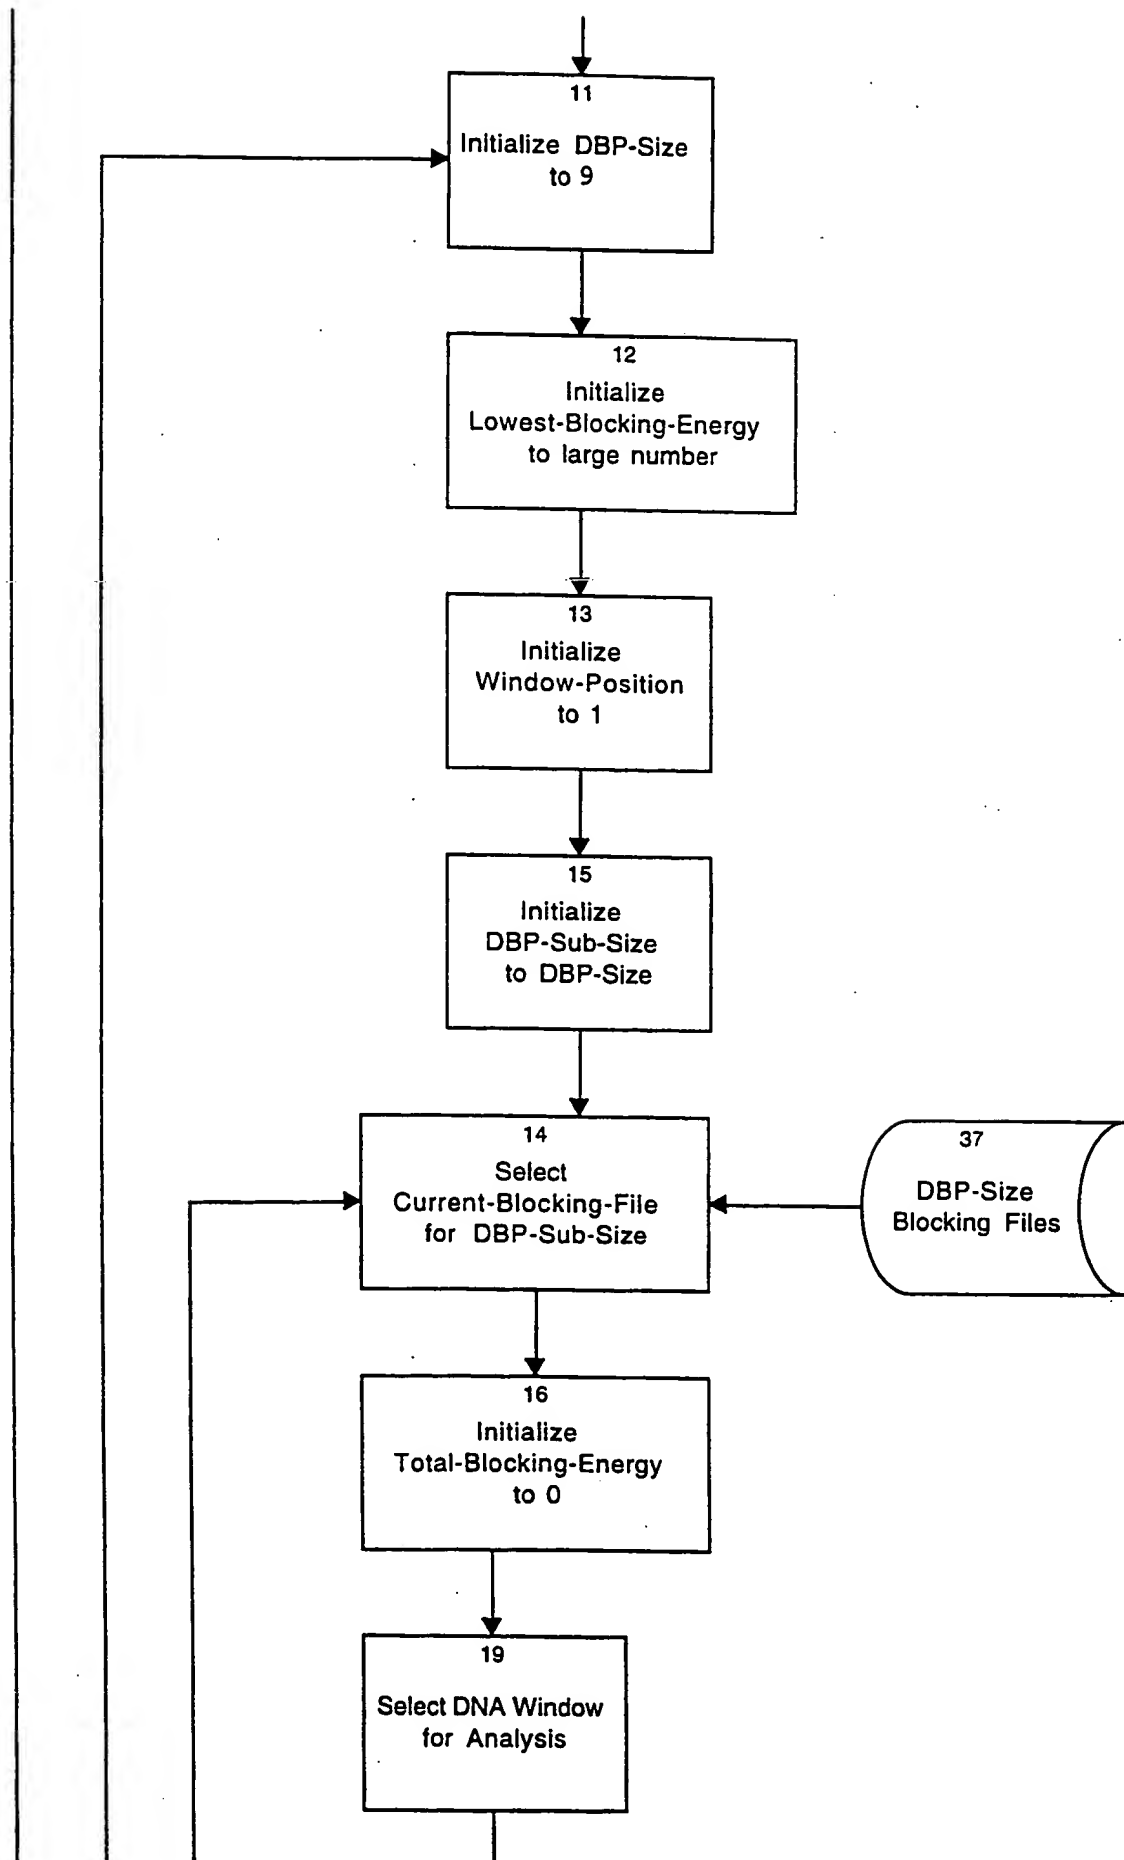 11
Initialize DBP-Size
to 9
12
Initialize
Lowest-Blocking-Energy
to large number
13
Initialize
Window-Position
to 1
15
Initialize
DBP-Sub-Size
to DBP-Size
14
Select
Current-Blocking-File
for DBP-Sub-Size
37
DBP-Size
Blocking Files
16
Initialize
Total-Blocking-Energy
to 0
19
Select DNA Window
for Analysis